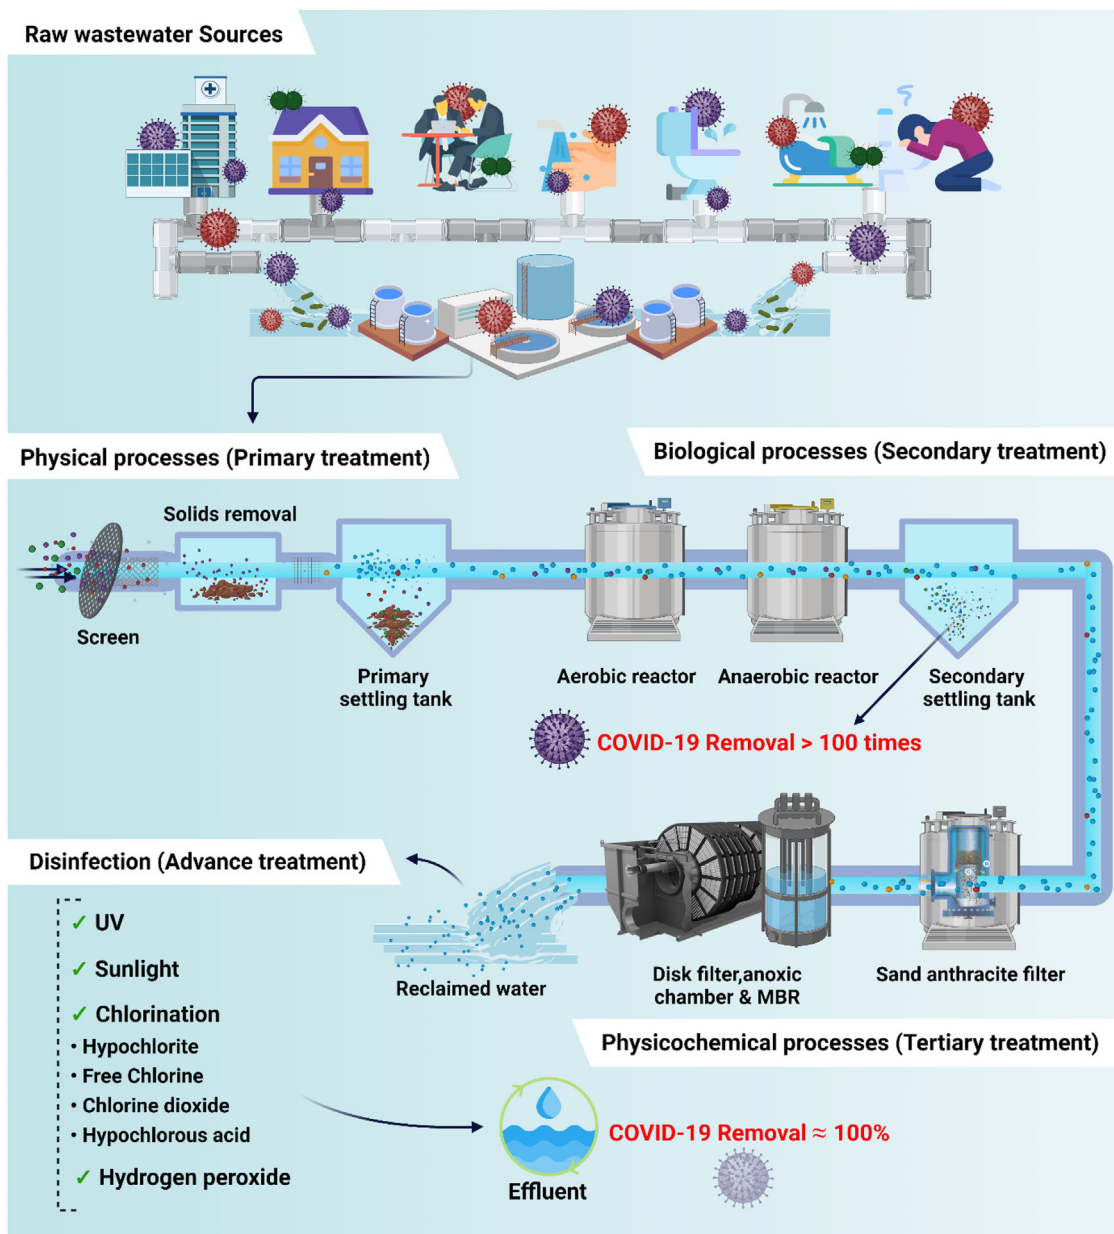 Raw wastewater Sources
Physical processes (Primary treatment)
Biological processes (Secondary treatment)
Solids removal
Screen
Primary
settling tank
Aerobic reactor
Anaerobic reactor
Secondary
settling tank
COVID-19 Removal > 100 times
Disinfection (Advance treatment)
✓ UV
✓ Sunlight
✓ Chlorination
• Hypochlorite
• Free Chlorine
• Chlorine dioxide
• Hypochlorous acid
✓ Hydrogen peroxide
Reclaimed water
Disk filter,anoxic
chamber & MBR
Sand anthracite filter
Physicochemical processes (Tertiary treatment)
COVID-19 Removal ≈ 100%
Effluent